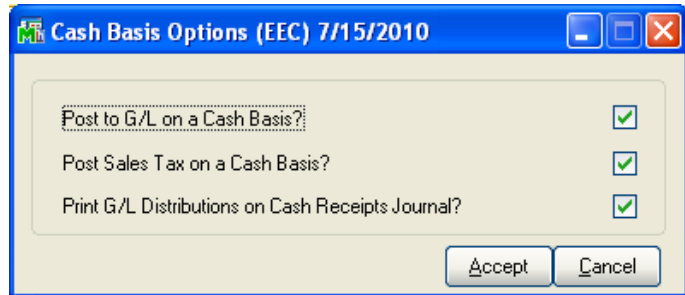 Cash Basis Options (EEC) 7/15/2010
Post to G/L on a Cash Basis?
Post Sales Tax on a Cash Basis?
Print G/L Distributions on Cash Receipts Journal?
Accept Cancel